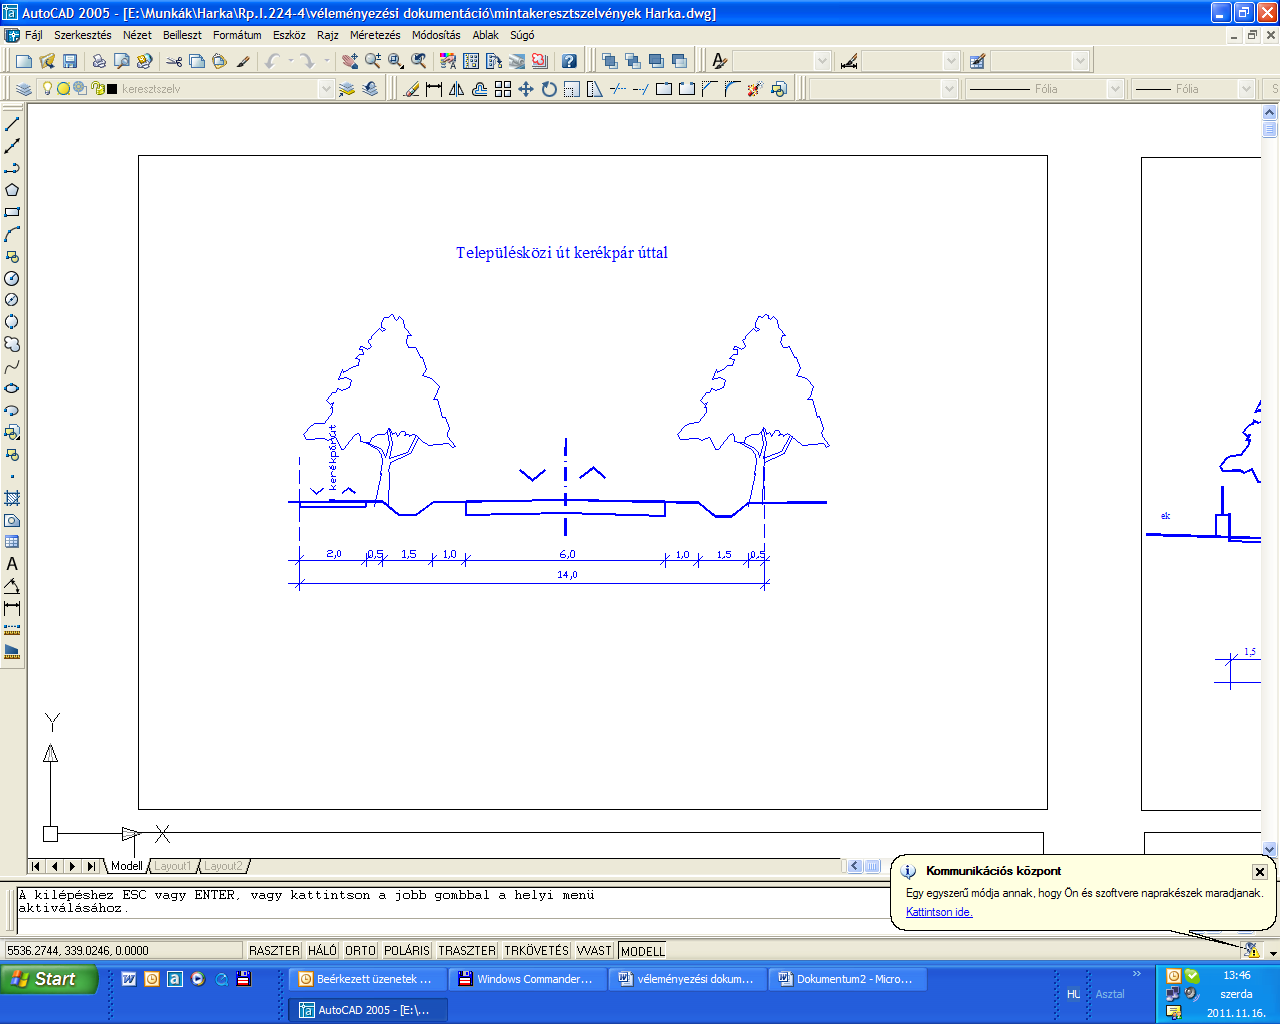 AutoCAD 2005 - [E:\Munkák\Harka\Rp.I.224-4\véleményezési dokumentáció\mintakeresztszelvények Harka.dwg]
Fájl Szerkesztés Nézet Beilleszt Formátum Eszköz Rajz Méretezés Módosítás Ablak Súgó
keresztszelv Fólia Fólia S
Településközi út kerékpár úttal
kerékpárút
ek
2,0 0,5 1,5 1,0 6,0 1,0 1,5 0,5
14,0
1,5
Y
X
Modell Layout1 Layout2
A kilépéshez ESC vagy ENTER, vagy kattintson a jobb gombbal a helyi menü
aktiválásához.
Kommunikációs központ
Egy egyszerű módja annak, hogy Ön és szoftvere naprakészek maradjanak.
Kattintson ide.
5536.2744, 339.0246, 0.0000 RASZTER HÁLÓ ORTO POLÁRIS TRASZTER TRKÖVETÉS VVAST MODELL
Start Beérkezett üzenetek ... Windows Commander... véleményezési dokum... Dokumentum2 - Micro...
AutoCAD 2005 - [E:\...
HU Asztal
13:46
szerda
2011.11.16.